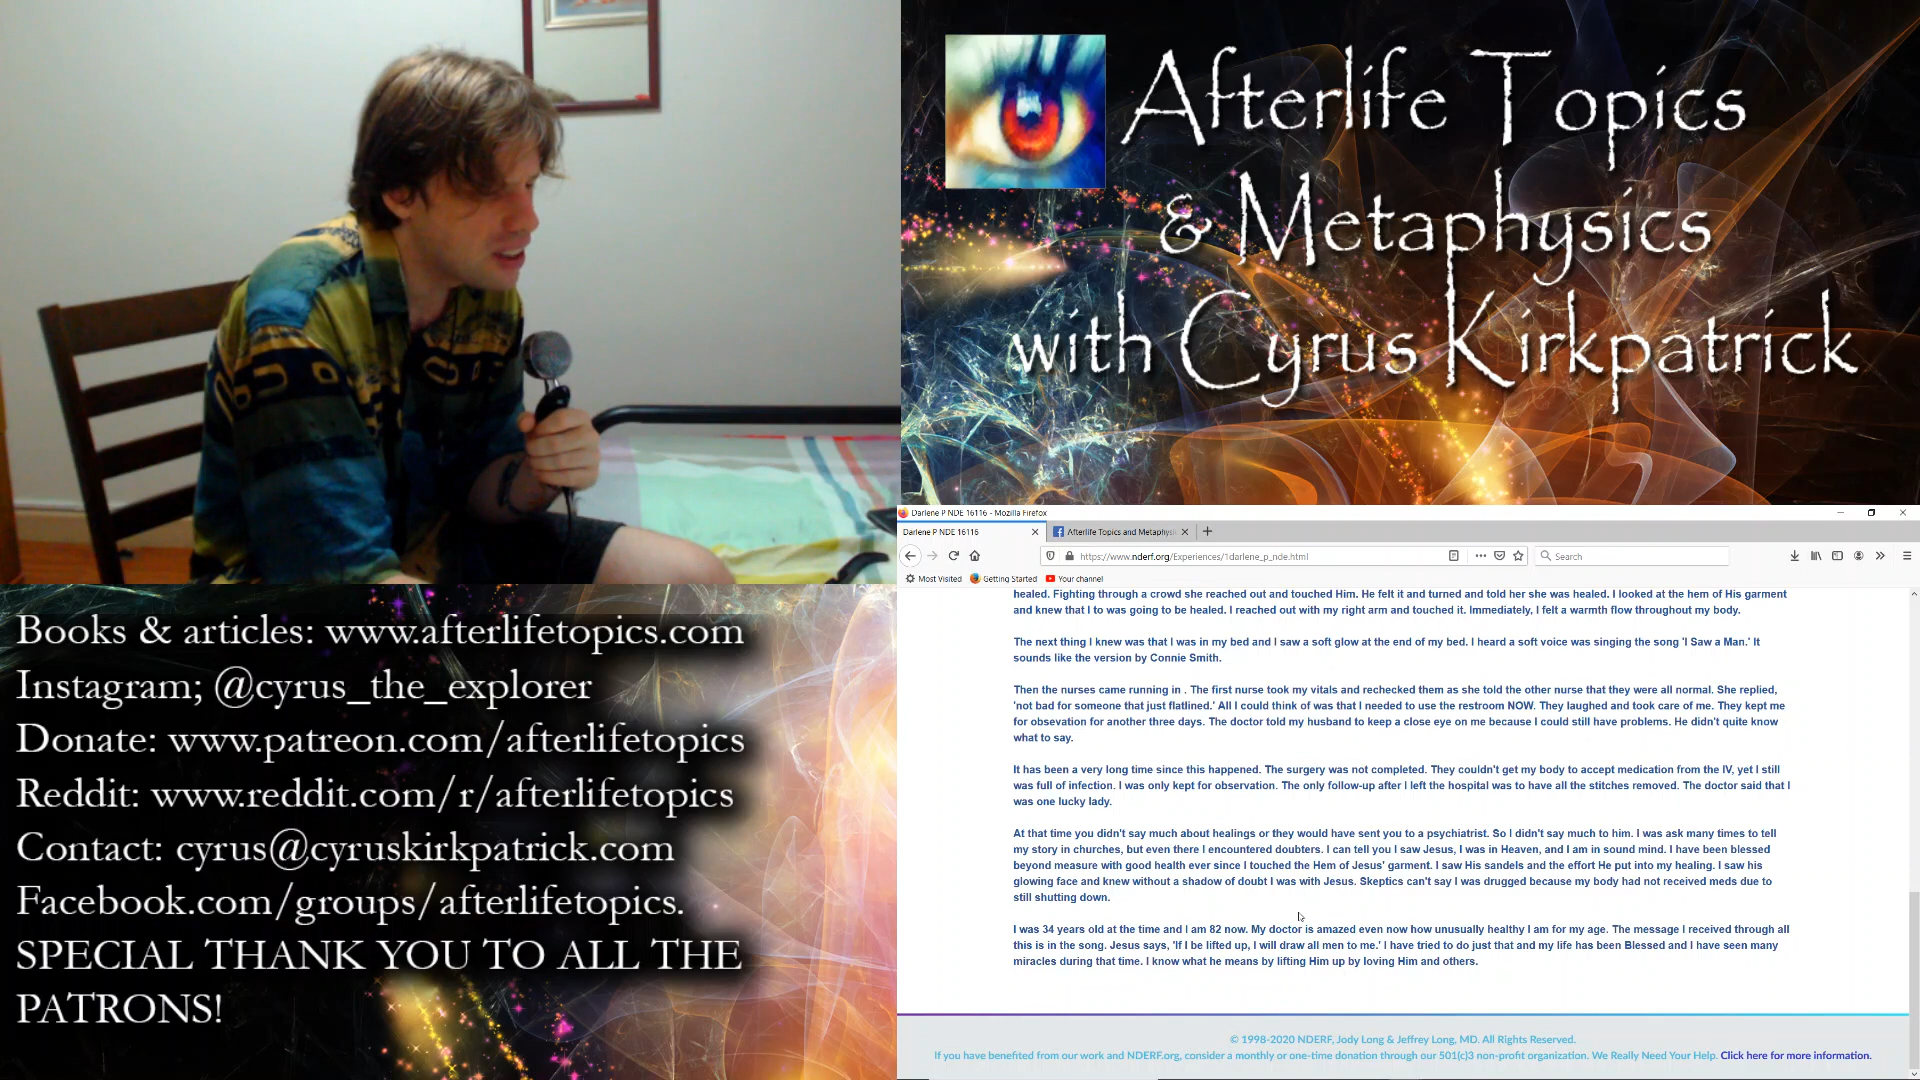 Afterlife Topics
& Metaphysics
with Cyrus Kirkpatrick
Books & articles: www.afterlifetopics.com
Instagram; @cyrus_the_explorer
Donate: www.patreon.com/afterlifetopics
Reddit: www.reddit.com/r/afterlifetopics
Contact: cyrus@cyruskirkpatrick.com
Facebook.com/groups/afterlifetopics.
SPECIAL THANK YOU TO ALL THE
PATRONS!
Darlene P NDE 16116 - Mozilla Firefox
Darlene P NDE 16116
Afterlife Topics and Metaphysi
https://www.nderf.org/Experiences/1darlene_p_nde.html
Search
Most Visited
Getting Started
Your channel
healed. Fighting through a crowd she reached out and touched Him. He felt it and turned and told her she was healed. I looked at the hem of His garment
and knew that I to was going to be healed. I reached out with my right arm and touched it. Immediately, I felt a warmth flow throughout my body.
The next thing I knew was that I was in my bed and I saw a soft glow at the end of my bed. I heard a soft voice was singing the song 'I Saw a Man.' It
sounds like the version by Connie Smith.
Then the nurses came running in . The first nurse took my vitals and rechecked them as she told the other nurse that they were all normal. She replied,
'not bad for someone that just flatlined.' All I could think of was that I needed to use the restroom NOW. They laughed and took care of me. They kept me
for obsevation for another three days. The doctor told my husband to keep a close eye on me because I could still have problems. He didn't quite know
what to say.
It has been a very long time since this happened. The surgery was not completed. They couldn't get my body to accept medication from the IV, yet I still
was full of infection. I was only kept for observation. The only follow-up after I left the hospital was to have all the stitches removed. The doctor said that I
was one lucky lady.
At that time you didn't say much about healings or they would have sent you to a psychiatrist. So I didn't say much to him. I was ask many times to tell
my story in churches, but even there I encountered doubters. I can tell you I saw Jesus, I was in Heaven, and I am in sound mind. I have been blessed
beyond measure with good health ever since I touched the Hem of Jesus' garment. I saw His sandels and the effort He put into my healing. I saw his
glowing face and knew without a shadow of doubt I was with Jesus. Skeptics can't say I was drugged because my body had not received meds due to
still shutting down.
I was 34 years old at the time and I am 82 now. My doctor is amazed even now how unusually healthy I am for my age. The message I received through all
this is in the song. Jesus says, 'If I be lifted up, I will draw all men to me.' I have tried to do just that and my life has been Blessed and I have seen many
miracles during that time. I know what he means by lifting Him up by loving Him and others.
© 1998-2020 NDERF, Jody Long & Jeffrey Long, MD. All Rights Reserved.
If you have benefited from our work and NDERF.org, consider a monthly or one-time donation through our 501(c)3 non-profit organization. We Really Need Your Help. Click here for more information.